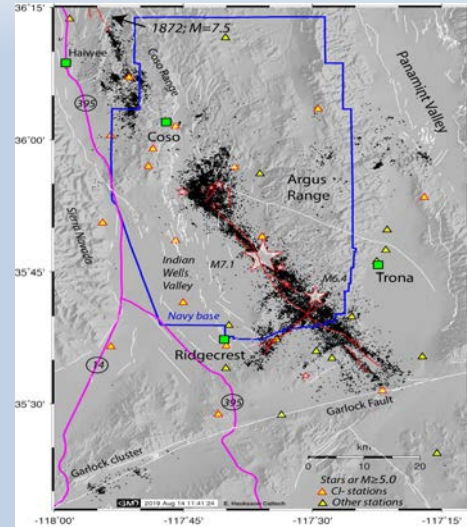 36°15'
36°00'
35°45'
35°30'
1872; M=7.5
Haiwee
Coso Range
Panamint Valley
395
Coso
Argus
Range
Sierra Nevada
Indian
Wells
Valley
M7.1
M6.4
Trona
Navy base
Ridgecrest
14
395
Garlock Fault
Garlock cluster
km
0 10 20
Stars ar M≥5.0
CI- stations
Other stations
GMT 2019 Aug 14 11:41:24
E. Hauksson Caltech
-118°00'
-117°45'
-117°30'
-117°15'